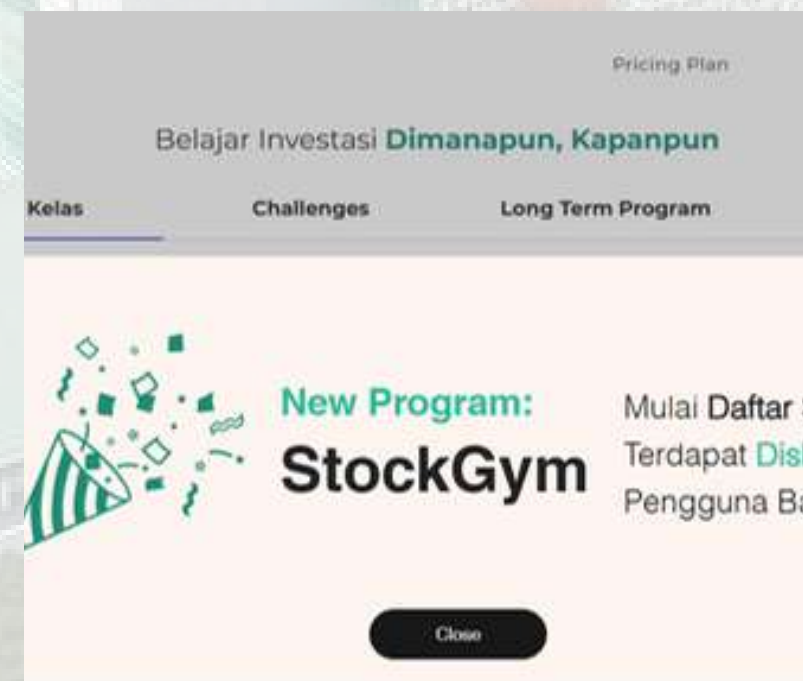 Pricing Plan
Belajar Investasi Dimanapun, Kapanpun
Kelas Challenges Long Term Program
New Program:
StockGym
Mulai Daftar
Terdapat
Pengguna
Close